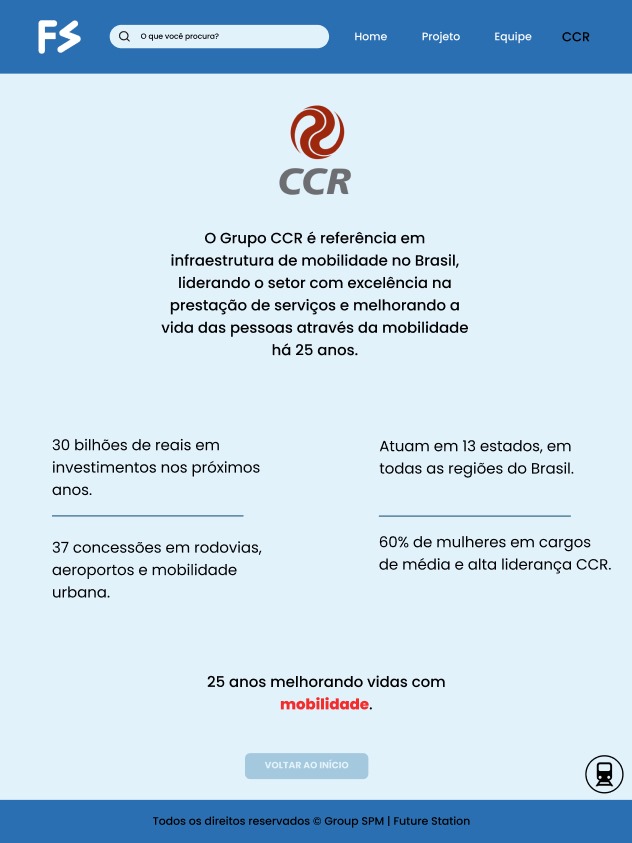 FS
O que você procura?
Home
Projeto
Equipe
CCR
CCR
O Grupo CCR é referência em
infraestrutura de mobilidade no Brasil,
liderando o setor com excelência na
prestação de serviços e melhorando a
vida das pessoas através da mobilidade
há 25 anos.
30 bilhões de reais em
investimentos nos próximos
anos.
37 concessões em rodovias,
aeroportos e mobilidade
urbana.
Atuam em 13 estados, em
todas as regiões do Brasil.
60% de mulheres em cargos
de média e alta liderança CCR.
25 anos melhorando vidas com
mobilidade.
VOLTAR AO INÍCIO
Todos os direitos reservados © Group SPM | Future Station